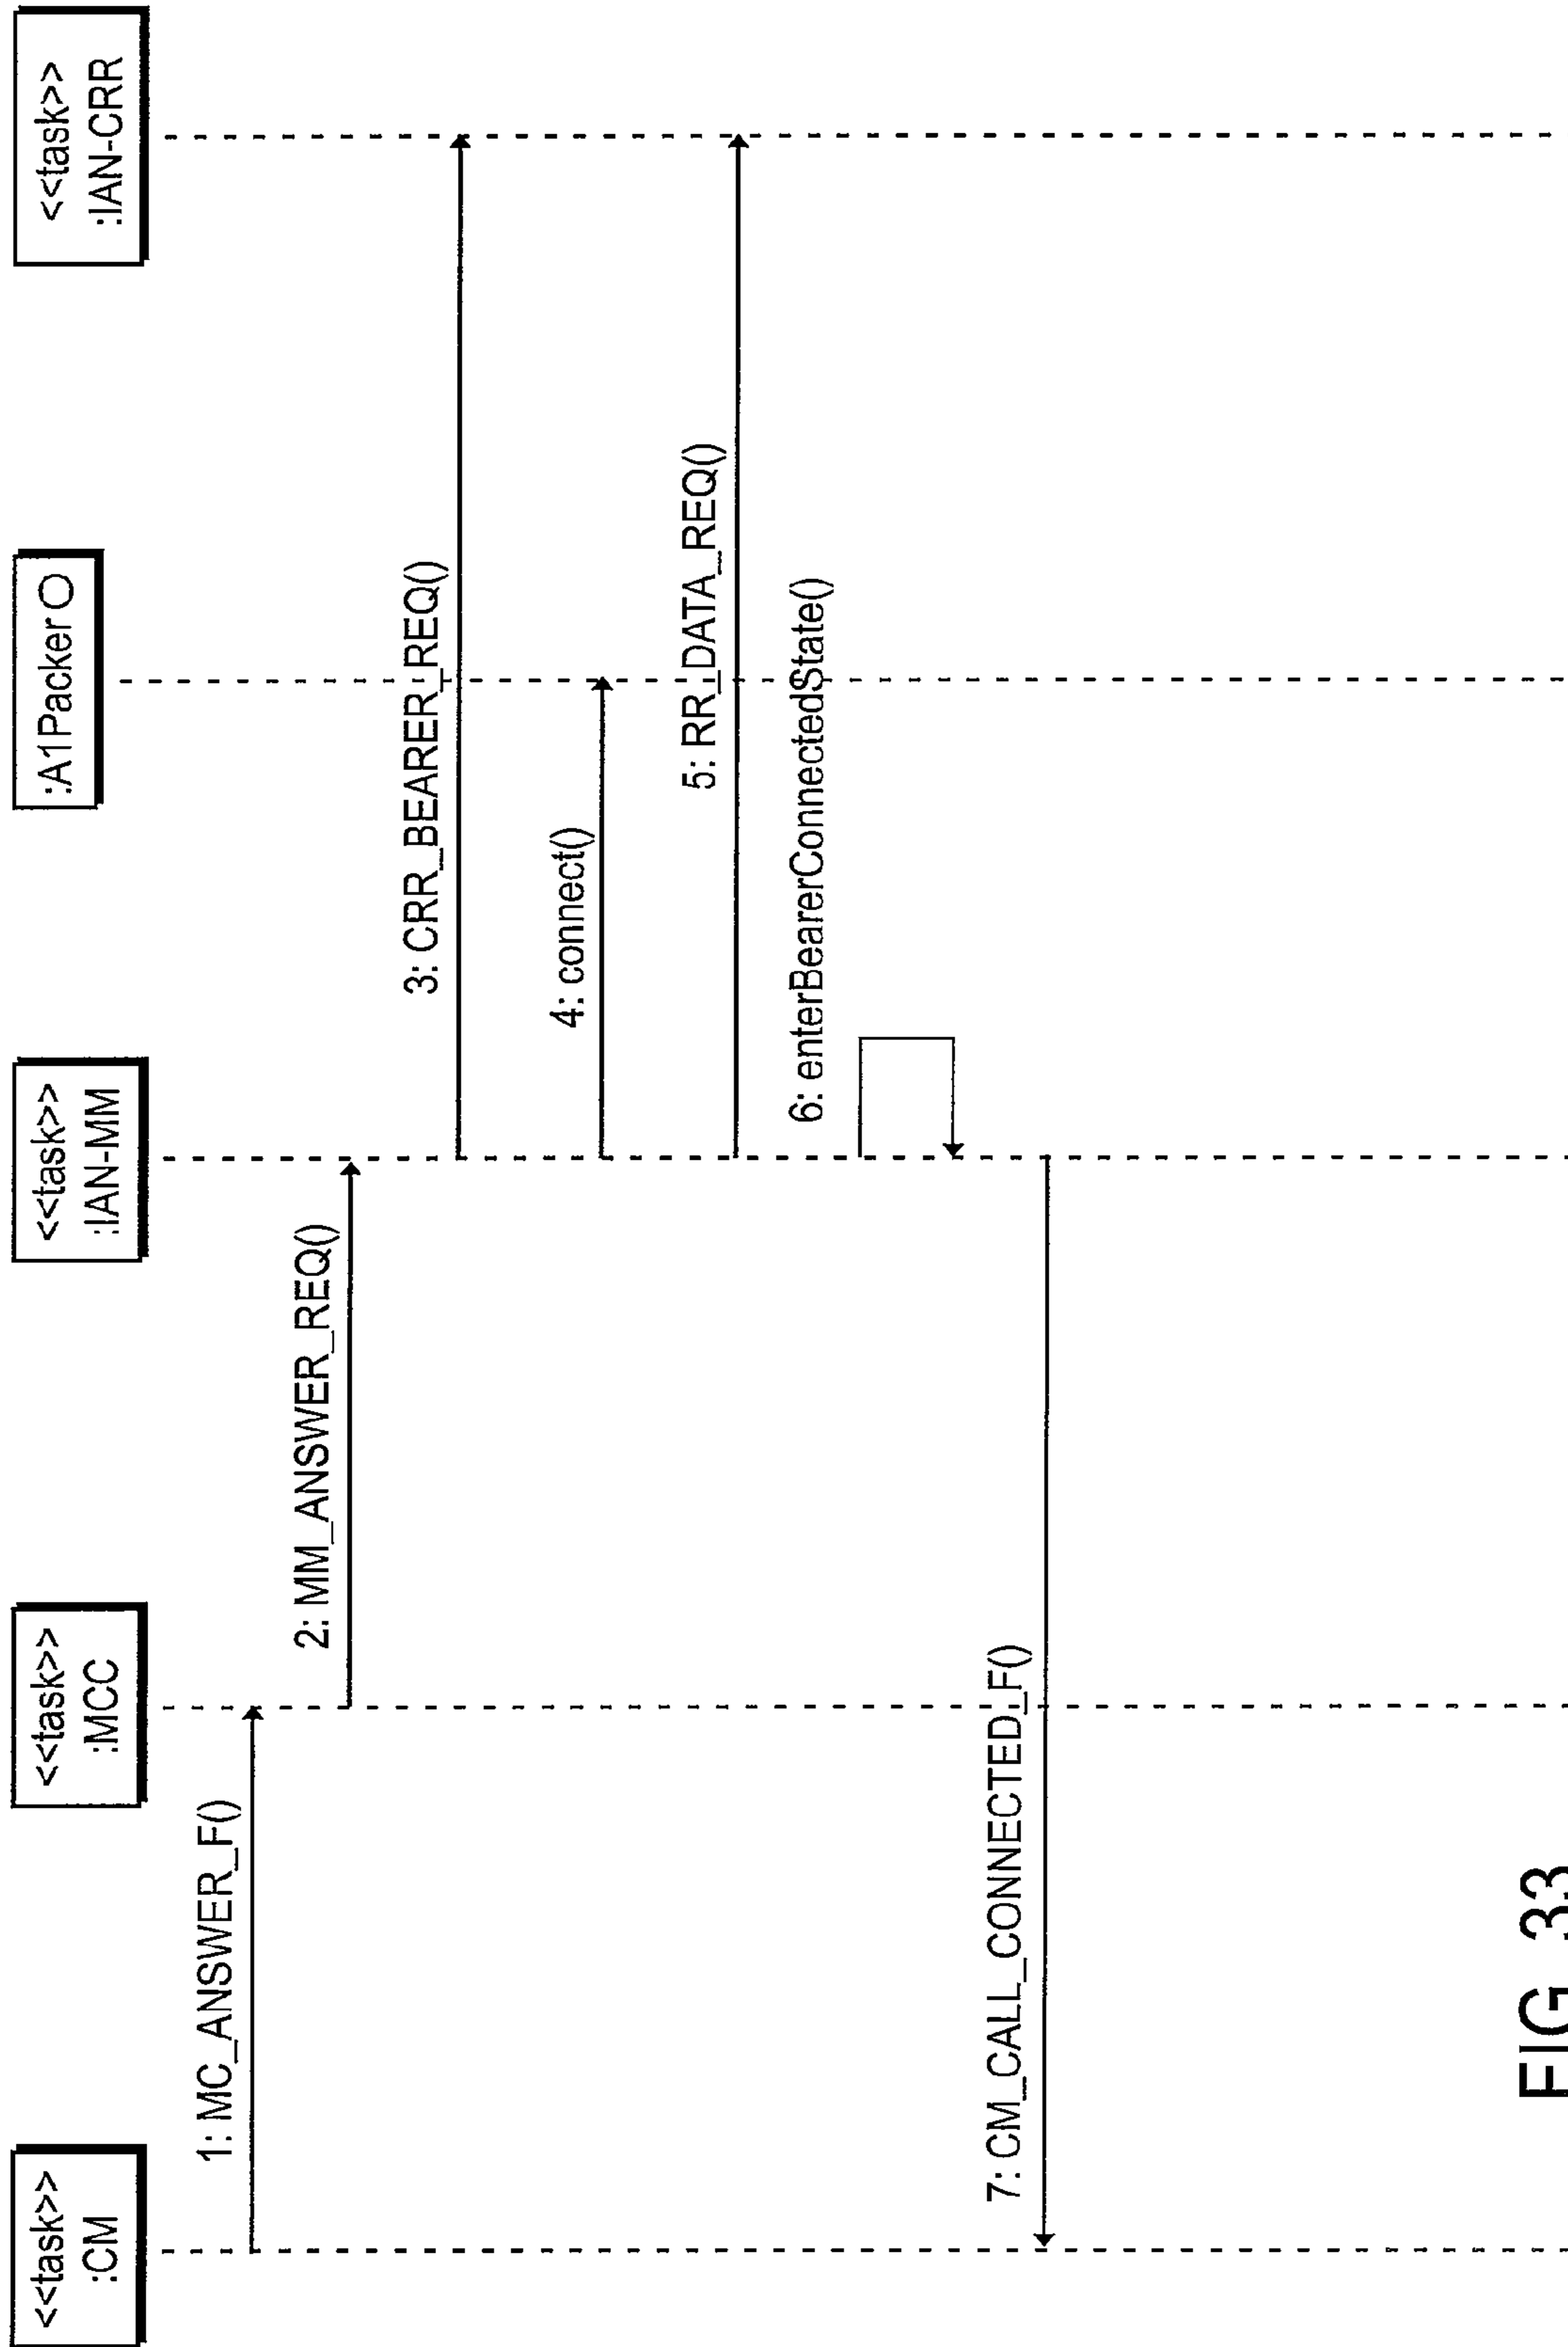 <<task>>
:CM
<<task>>
:MCC
<<task>>
:IAN-MM
:A1Packer
<<task>>
:IAN-CRR
1: MC_ANSWER_F()
2: MM_ANSWER_REQ()
3: CRR_BEARER_REQ()
4: connect()
5: RR_DATA_REQ()
6: enterBearerConnectedState()
7: CM_CALL_CONNECTED_F()
FIG. 33